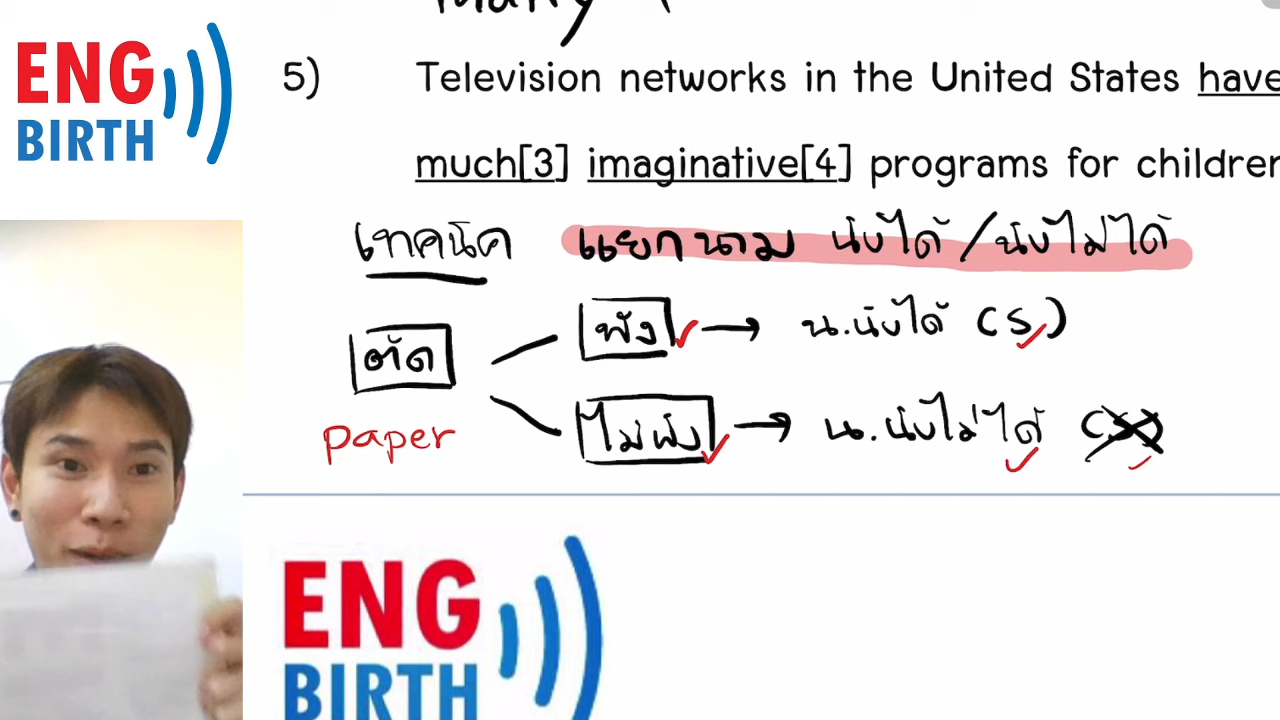 ENG
BIRTH
many
5) Television networks in the United States have
much[3] imaginative[4] programs for children
เทคนิค แยกนาม นับได้/นับไม่ได้
ตัด
พัง → น.นับได้ (s)
ไม่พัง → น.นับไม่ได้
paper
ENG
BIRTH